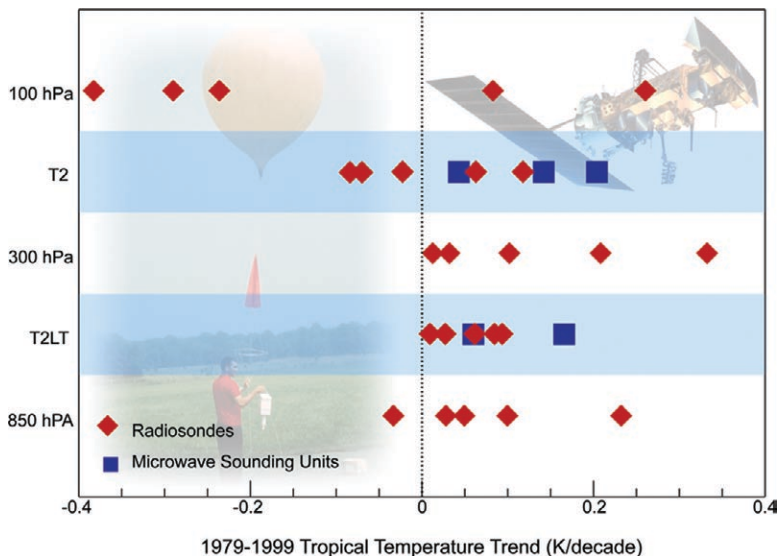 100 hPa
T2
300 hPa
T2LT
850 hPA
Radiosondes
Microwave Sounding Units
-0.4
-0.2
0
0.2
0.4
1979-1999 Tropical Temperature Trend (K/decade)